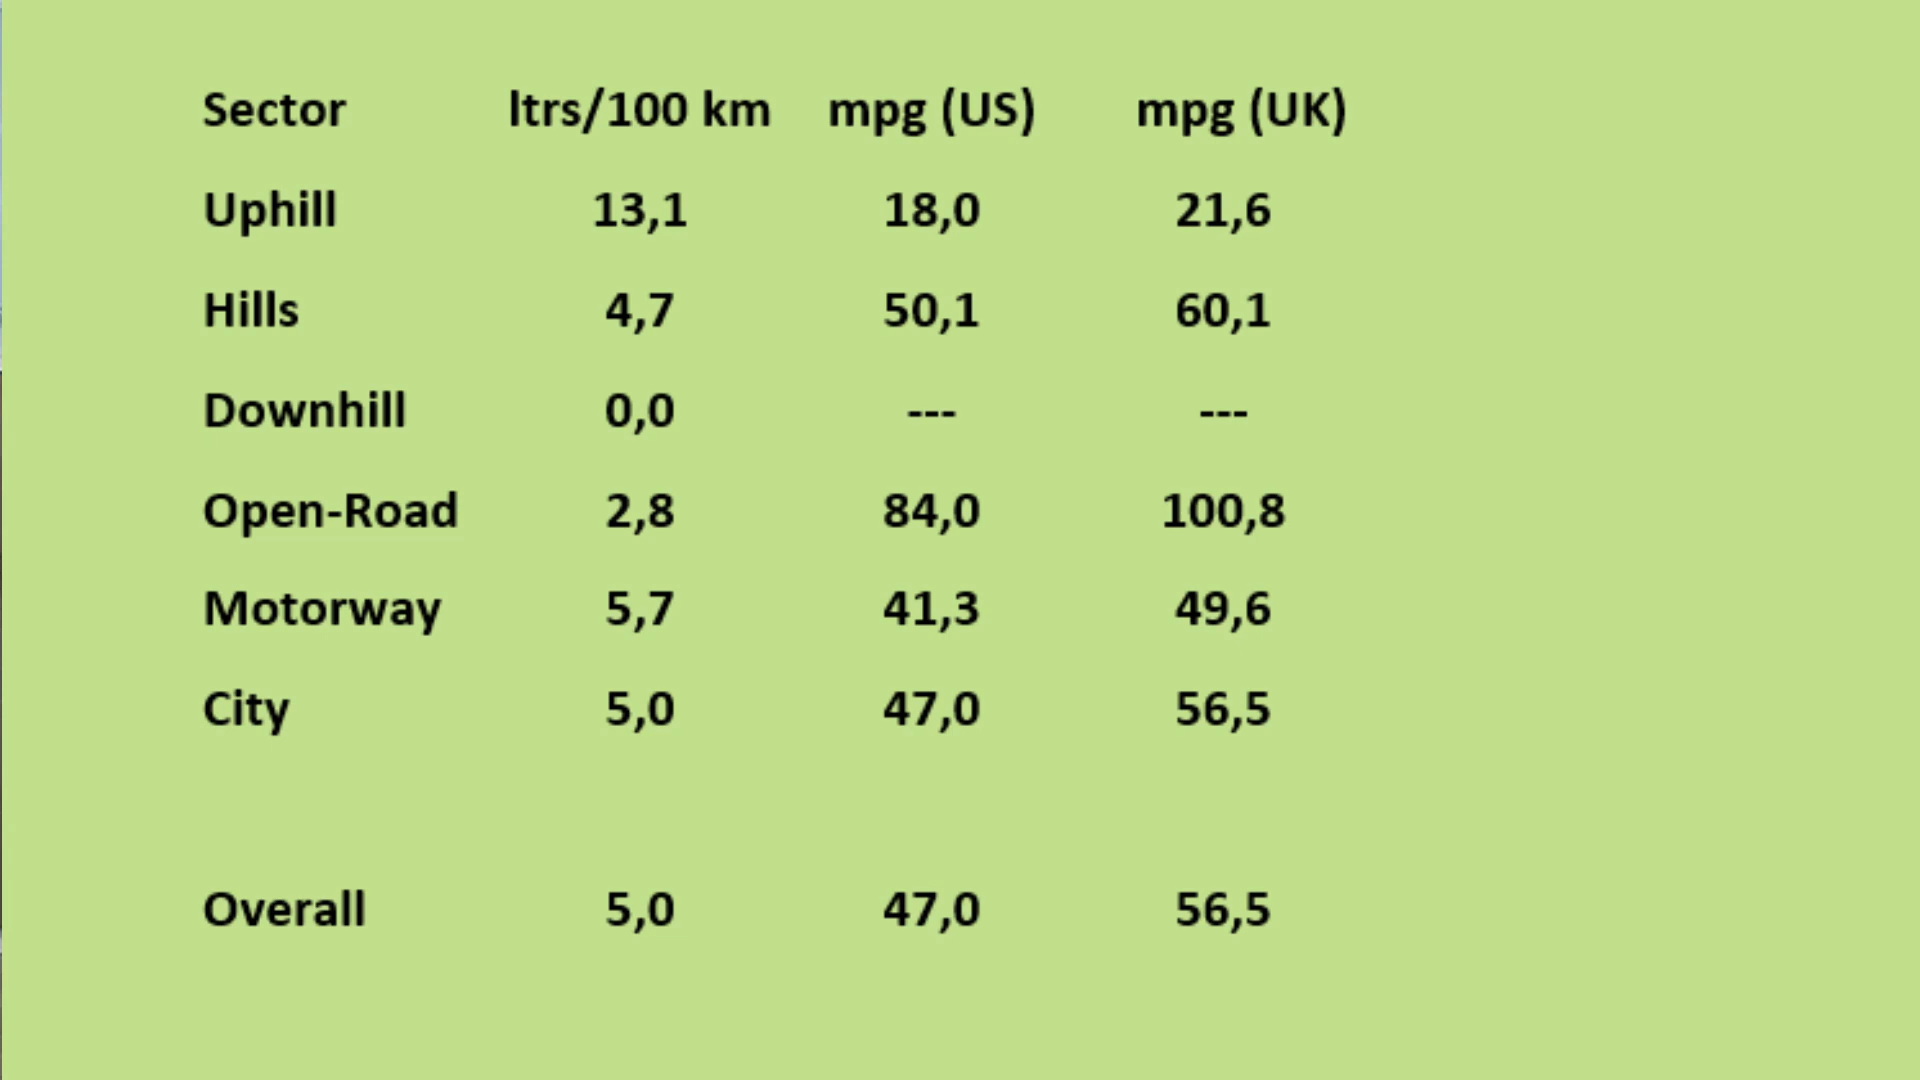 Sector ltrs/100 km mpg (US) mpg (UK)
Uphill 13,1 18,0 21,6
Hills 4,7 50,1 60,1
Downhill 0,0 --- ---
Open-Road 2,8 84,0 100,8
Motorway 5,7 41,3 49,6
City 5,0 47,0 56,5
Overall 5,0 47,0 56,5